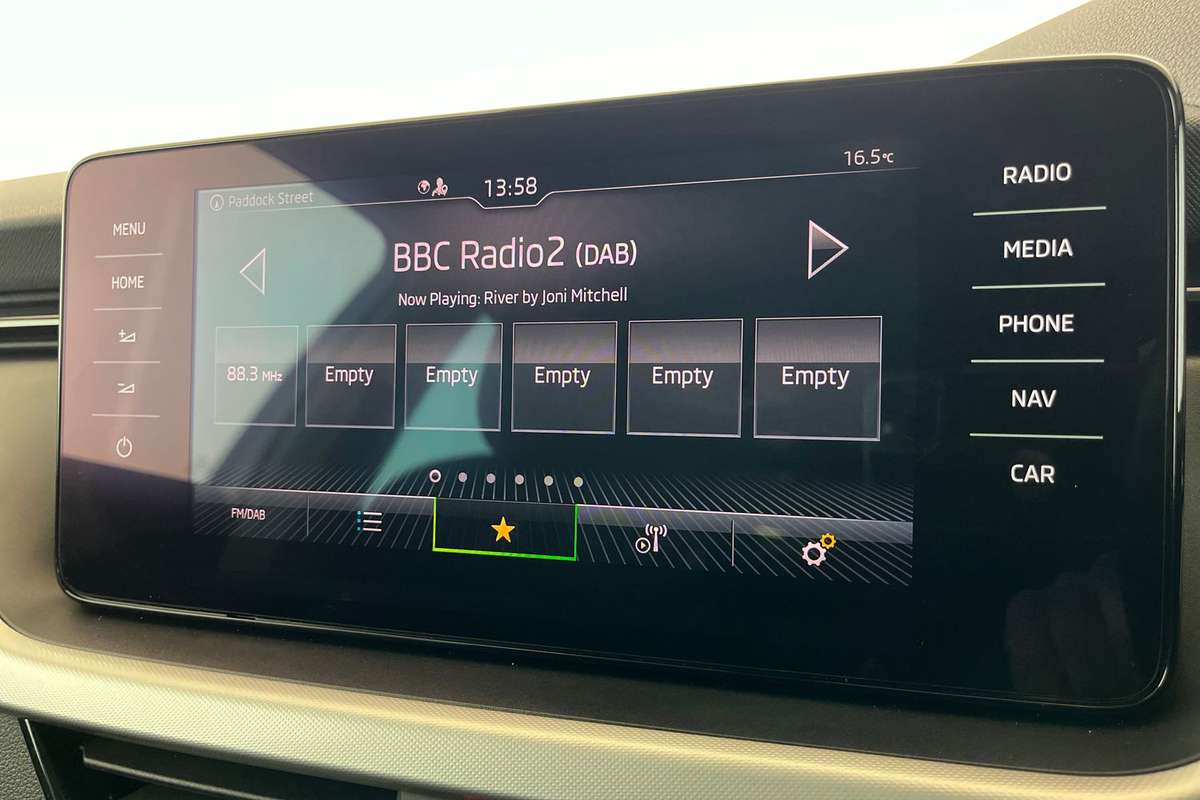 Paddock Street
13:58
16.5°C
BBC Radio2 (DAB)
Now Playing: River by Joni Mitchell
88.3 MHz
Empty
Empty
Empty
Empty
Empty
FM/DAB
MENU
HOME
RADIO
MEDIA
PHONE
NAV
CAR